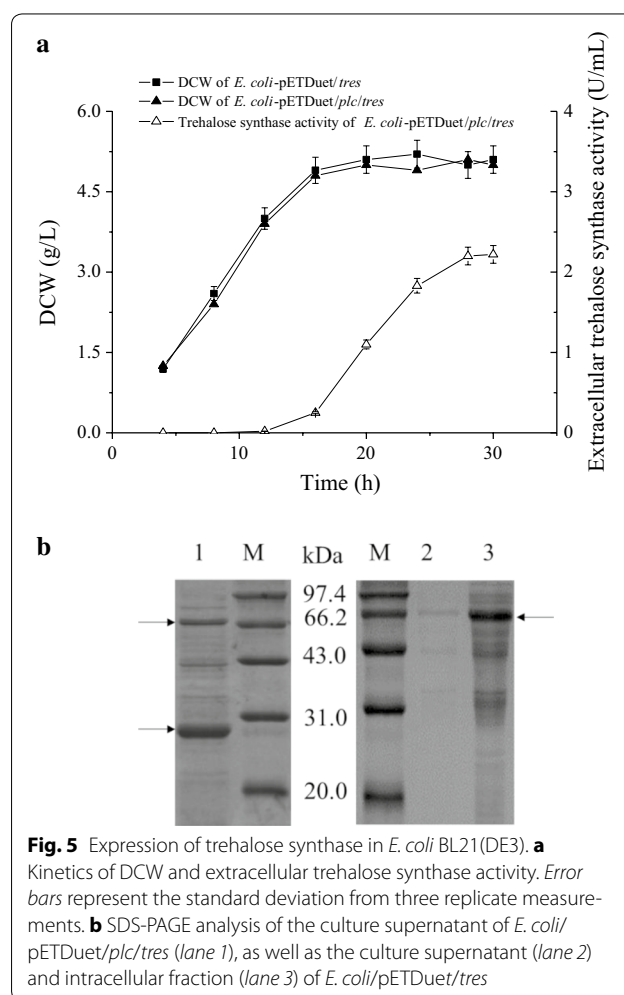 a
DCW of E. coli-pETDuet/tres
DCW of E. coli-pETDuet/plc/tres
Trehalose synthase activity of E. coli-pETDuet/plc/tres
6.0
4.5
3.0
1.5
0.0
DCW (g/L)
4
3
2
1
0
Extracellular trehalose synthase activity (U/mL)
0 10 20 30
Time (h)
b
1 M kDa M 2 3
97.4
66.2
43.0
31.0
20.0
Fig. 5 Expression of trehalose synthase in E. coli BL21(DE3). a
Kinetics of DCW and extracellular trehalose synthase activity. Error
bars represent the standard deviation from three replicate measure-
ments. b SDS-PAGE analysis of the culture supernatant of E. coli/
pETDuet/plc/tres (lane 1), as well as the culture supernatant (lane 2)
and intracellular fraction (lane 3) of E. coli/pETDuet/tres